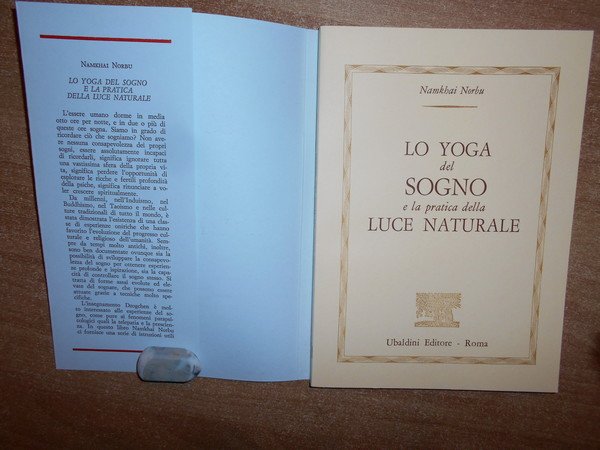 Namkhai Norbu
LO YOGA DEL SOGNO
E LA PRATICA
DELLA LUCE NATURALE
L'essere umano dorme in media
otto ore per notte, e in due o più di
queste ore sogna. Siamo in grado di
ricordare ciò che sogniamo? Non ave-
re nessuna consapevolezza dei propri
sogni, essere assolutamente incapaci
di ricordarli, significa ignorare tutta
una vastissima sfera della propria vi-
ta, significa perdere l'opportunità di
esplorare le ricche e fertili profondità
della psiche, significa rinunciare a vo-
ler crescere spiritualmente.
Da millenni, nell'Induismo, nel
Buddhismo, nel Taoismo e nelle cul-
ture tradizionali di tutto il mondo, è
stata dimostrata l'esistenza di una clas-
se di esperienze oniriche che hanno
favorito l'evoluzione del progresso cul-
turale e religioso dell'umanità. Sem-
pre da tempi molto antichi, inoltre,
sono ben documentate ovunque sia la
possibilità di sviluppare la consapevo-
lezza del sogno per ottenere esperien-
ze profonde e ispirazione, sia la capa-
cità di controllare il sogno stesso. Si
tratta di forme assai evolute ed ele-
vate del sognare, che possono essere
attuate grazie a tecniche molto spe-
cifiche.
L'insegnamento Dzogchen è mol-
to interessato alle esperienze del so-
gno, come pure ai fenomeni parapsi-
cologici quali la telepatia e la prescien-
za. In questo libro Namkhai Norbu
ci fornisce una serie di istruzioni utili
Namkhai Norbu
LO YOGA
del
SOGNO
e la pratica della
LUCE NATURALE
Ubaldini Editore - Roma